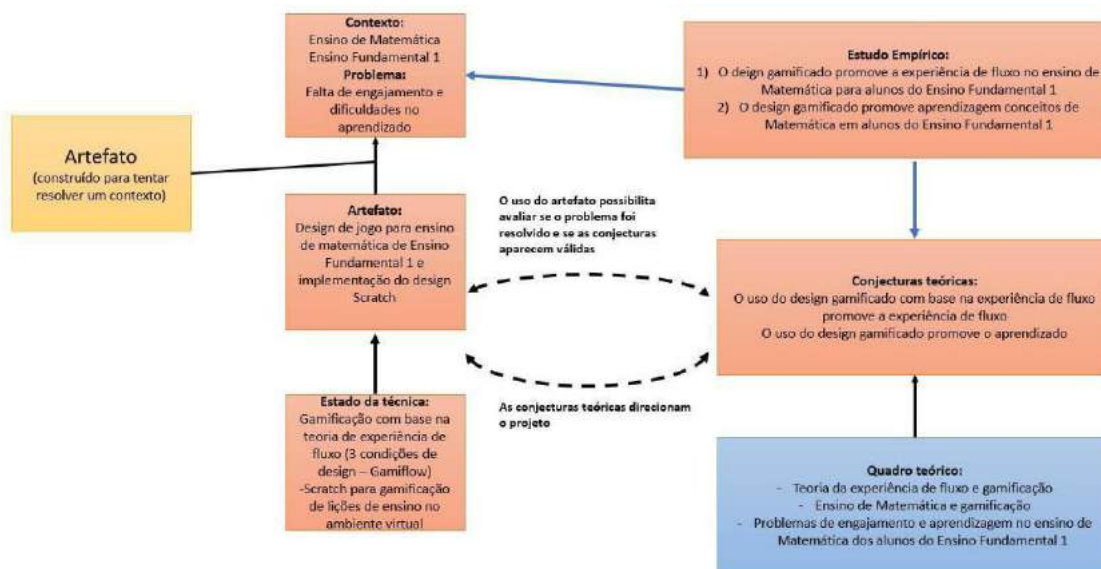 Contexto:
Ensino de Matemática
Ensino Fundamental 1
Problema:
Falta de engajamento e
dificuldades no
aprendizado
Estudo Empírico:
1) O deign gamificado promove a experiência de fluxo no ensino de
Matemática para alunos do Ensino Fundamental 1
2) O design gamificado promove aprendizagem conceitos de
Matemática em alunos do Ensino Fundamental 1
Artefato
(construído para tentar
resolver um contexto)
Artefato:
Design de jogo para ensino
de matemática de Ensino
Fundamental 1 e
implementação do design
Scratch
O uso do artefato possibilita
avaliar se o problema foi
resolvido e se as conjecturas
aparecem válidas
Conjecturas teóricas:
O uso do design gamificado com base na experiência de fluxo
promove a experiência de fluxo
O uso do design gamificado promove o aprendizado
As conjecturas teóricas direcionam
o projeto
Estado da técnica:
Gamificação com base na
teoria de experiência de
fluxo (3 condições de
design – Gamiflow)
-Scratch para gamificação
de lições de ensino no
ambiente virtual
Quadro teórico:
- Teoria da experiência de fluxo e gamificação
- Ensino de Matemática e gamificação
- Problemas de engajamento e aprendizagem no ensino de
Matemática dos alunos do Ensino Fundamental 1